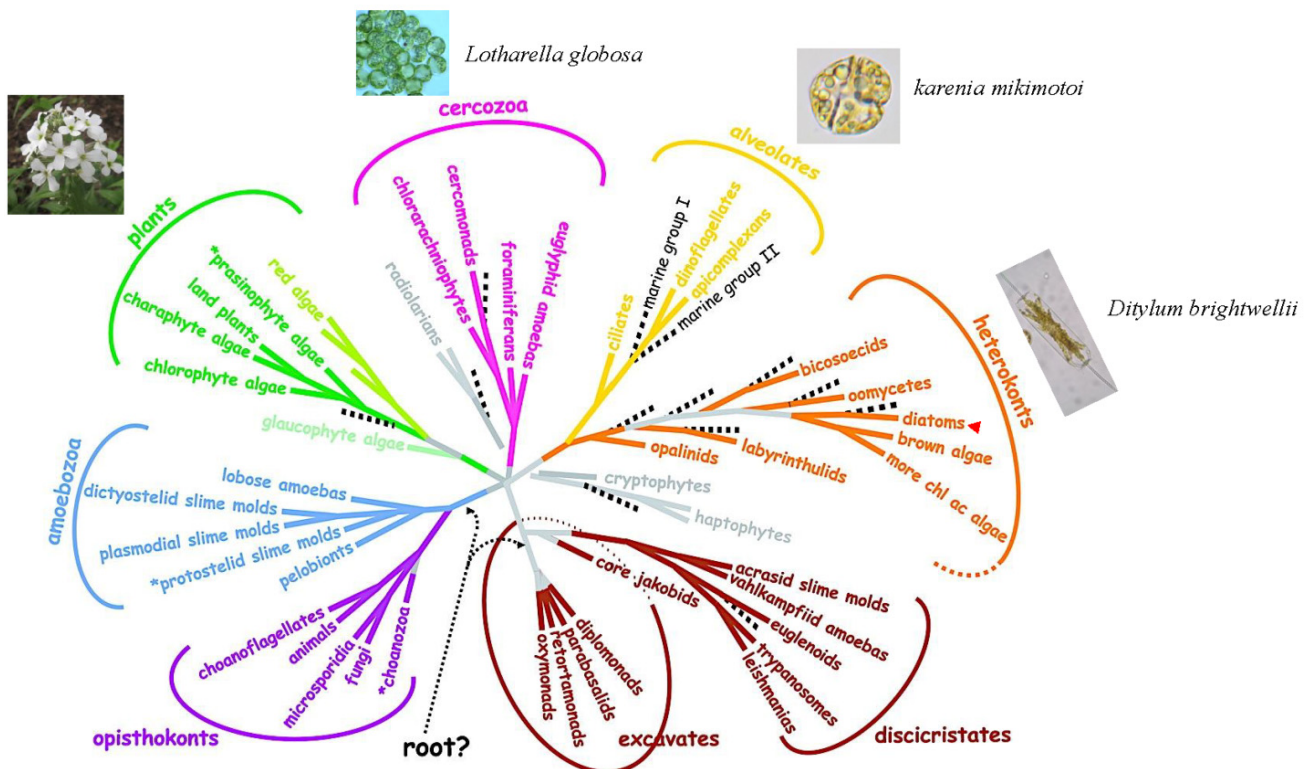 Lotharella globosa
karenia mikimotoi
Ditylum brightwellii
cercozoa
chlorarachniophytes
cercomonads
foraminiferans
euglyphid amoebas
radiolarians
alveolates
ciliates
marine group I
dinoflagellates
apicomplexans
marine group II
plants
red algae
*prasinophyte algae
land plants
charaphyte algae
chlorophyte algae
glaucophyte algae
heterokonts
bicosoecids
oomycetes
diatoms
brown algae
more chl ac algae
labyrinthulids
opalinids
cryptophytes
haptophytes
amoebozoa
lobose amoebas
dictyostelid slime molds
plasmodial slime molds
*protostelid slime molds
pelobionts
choanoflagellates
animals
microsporidia
fungi
*choanozoa
opisthokonts
root?
core jakobids
diplomonads
parabasalids
retortamonads
oxymonads
excavates
acrasid slime molds
vahlkampfiid amoebas
euglenoids
trypanosomes
leishmanias
discicristates